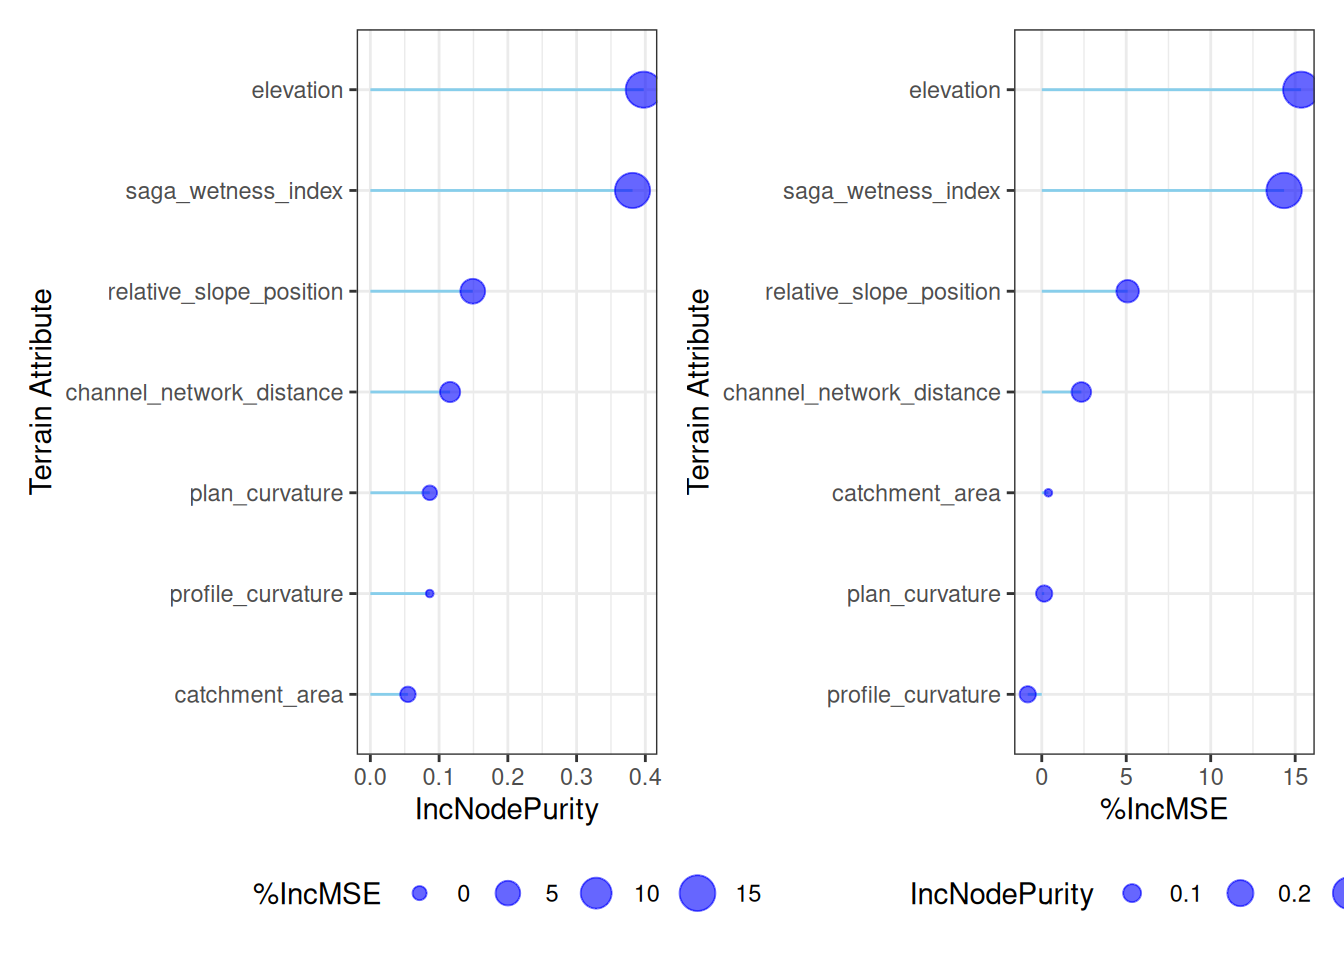 elevation
saga_wetness_index
relative_slope_position
channel_network_distance
plan_curvature
profile_curvature
catchment_area
Terrain Attribute
0.0 0.1 0.2 0.3 0.4
IncNodePurity
%IncMSE 0 5 10 15
elevation
saga_wetness_index
relative_slope_position
channel_network_distance
catchment_area
plan_curvature
profile_curvature
Terrain Attribute
0 5 10 15
%IncMSE
IncNodePurity 0.1 0.2